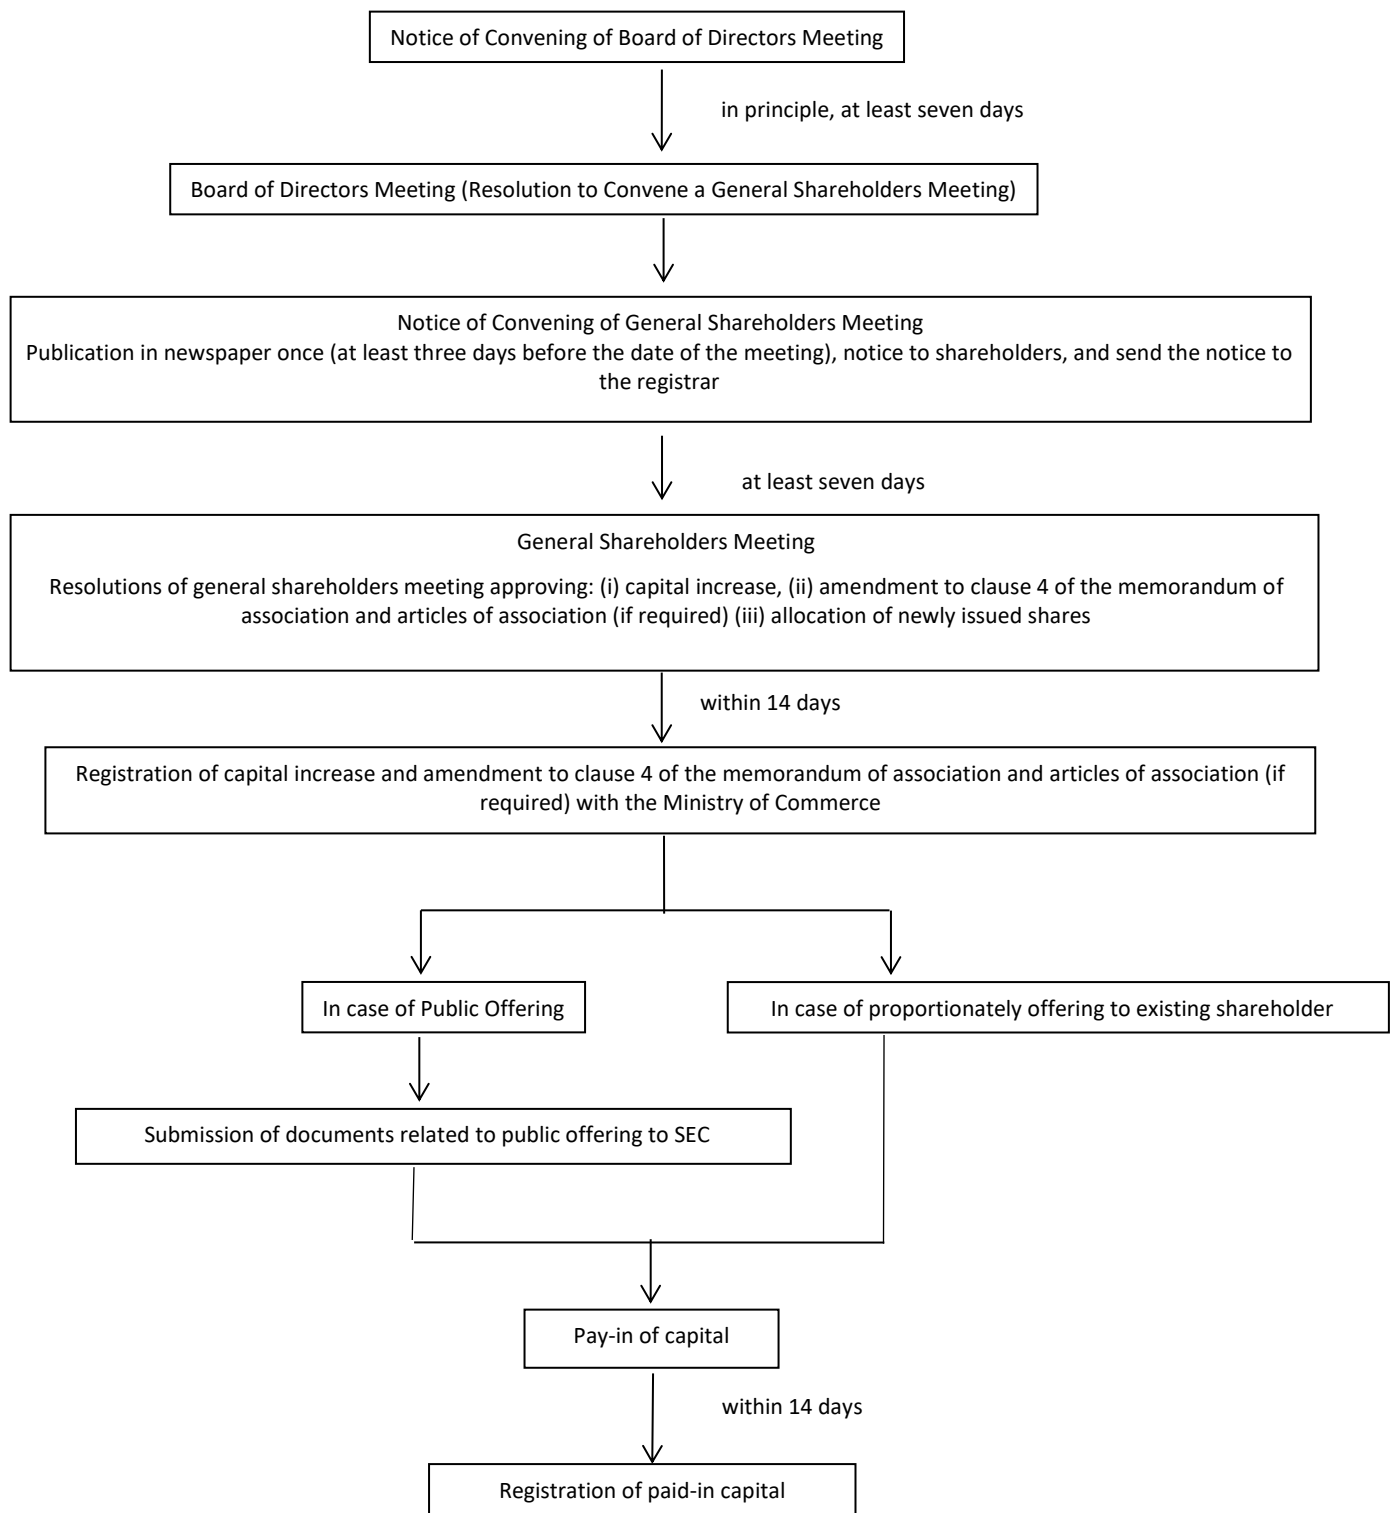 Notice of Convening of Board of Directors Meeting
in principle, at least seven days
Board of Directors Meeting (Resolution to Convene a General Shareholders Meeting)
Notice of Convening of General Shareholders Meeting
Publication in newspaper once (at least three days before the date of the meeting), notice to shareholders, and send the notice to
the registrar
at least seven days
General Shareholders Meeting
Resolutions of general shareholders meeting approving: (i) capital increase, (ii) amendment to clause 4 of the memorandum of
association and articles of association (if required) (iii) allocation of newly issued shares
within 14 days
Registration of capital increase and amendment to clause 4 of the memorandum of association and articles of association (if
required) with the Ministry of Commerce
In case of Public Offering
In case of proportionately offering to existing shareholder
Submission of documents related to public offering to SEC
Pay-in of capital
within 14 days
Registration of paid-in capital